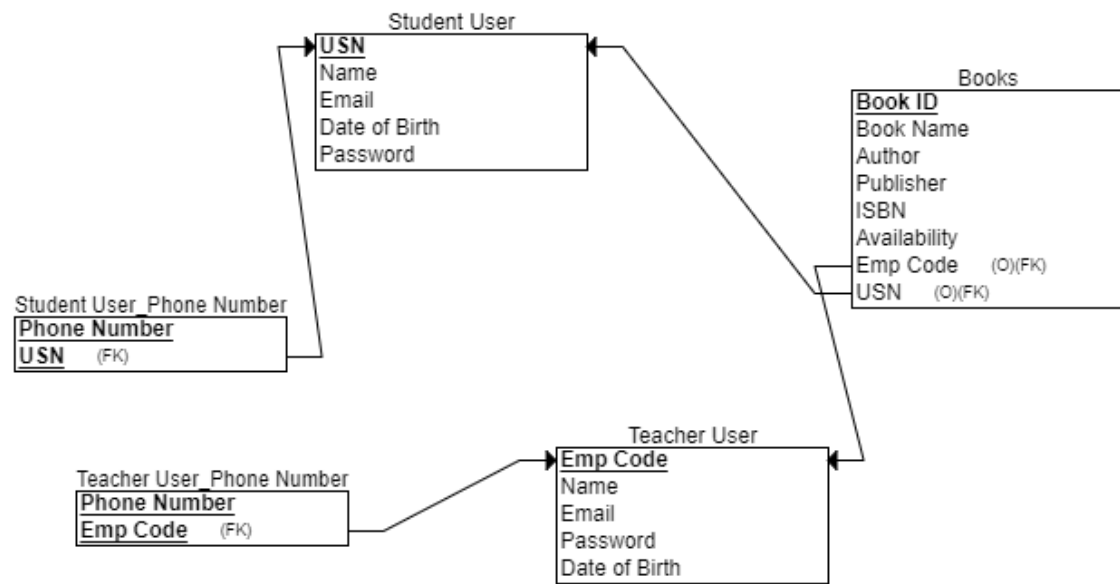 Student User
USN
Name
Email
Date of Birth
Password
Books
Book ID
Book Name
Author
Publisher
ISBN
Availability
Emp Code (O)(FK)
USN (O)(FK)
Student User_Phone Number
Phone Number
USN (FK)
Teacher User
Emp Code
Name
Email
Password
Date of Birth
Teacher User_Phone Number
Phone Number
Emp Code (FK)